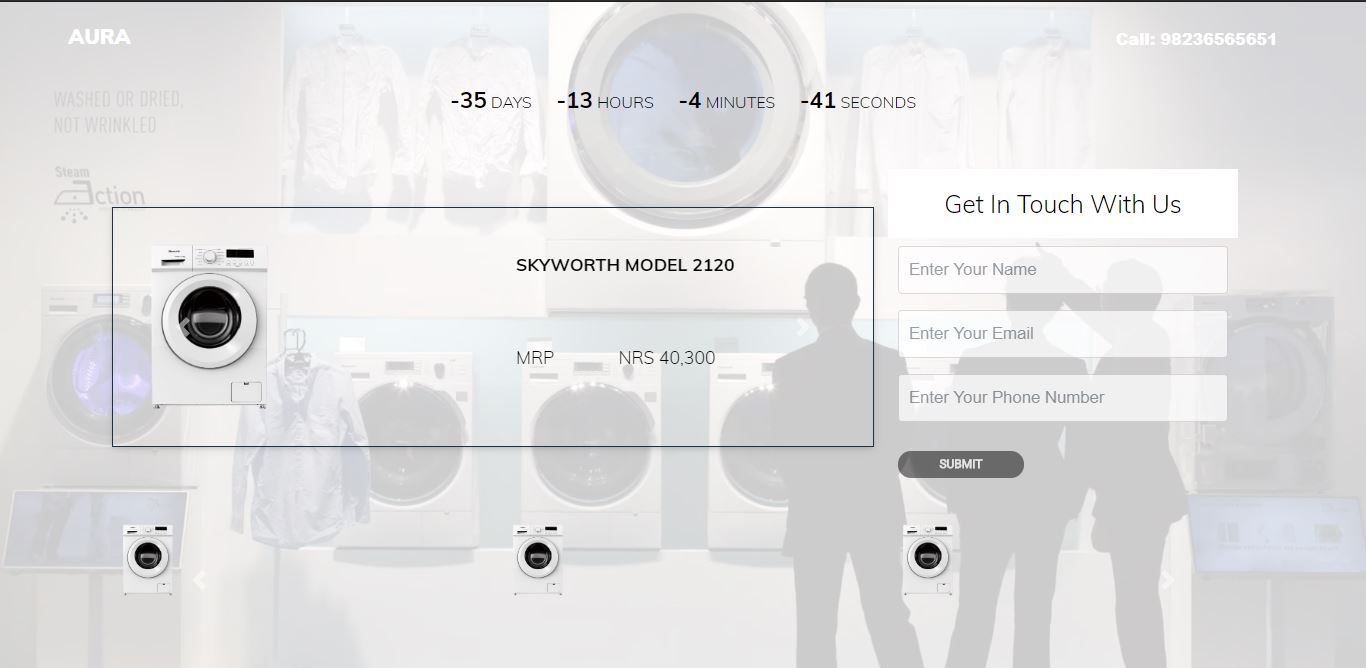 AURA
Call: 98236565651
WASHED OR DRIED,
NOT WRINKLED
-35 DAYS -13 HOURS -4 MINUTES -41 SECONDS
Steam
Action
Get In Touch With Us
SKYWORTH MODEL 2120
Enter Your Name
Enter Your Email
MRP NRS 40,300
Enter Your Phone Number
SUBMIT